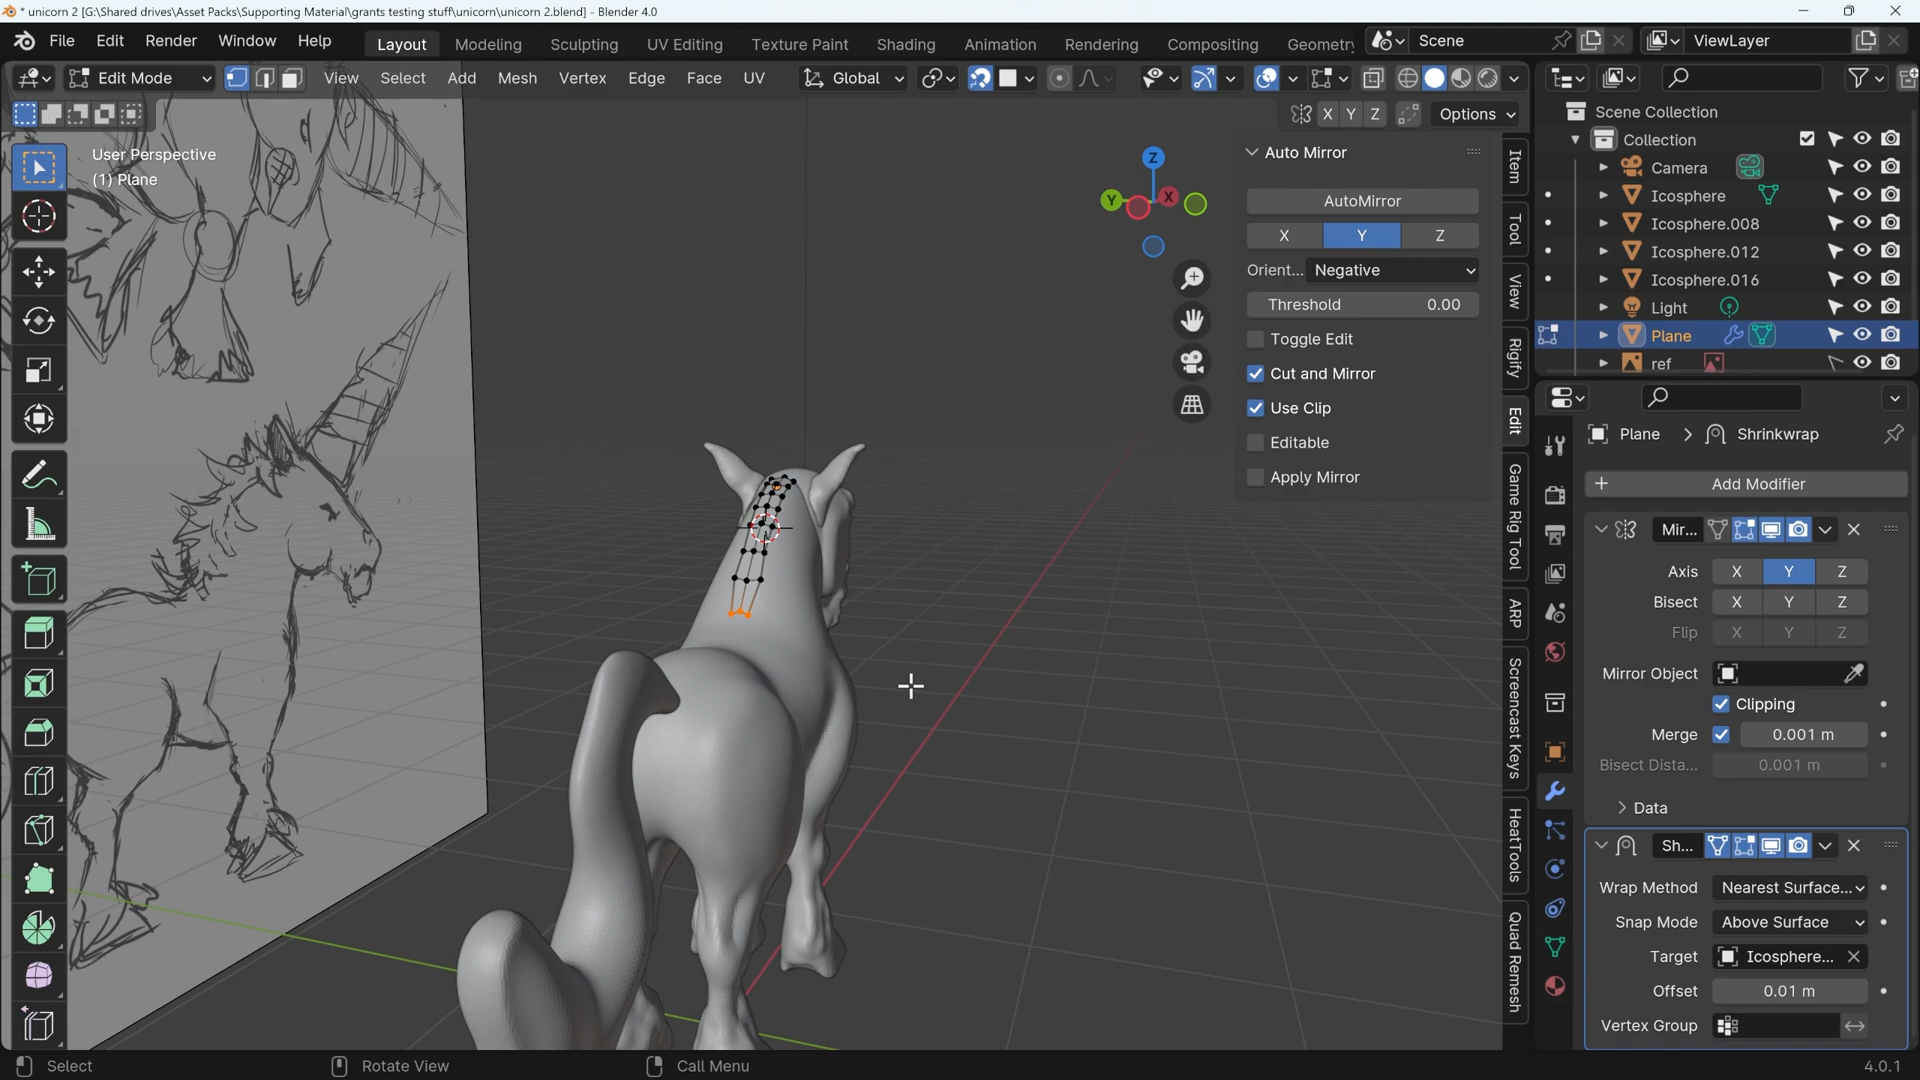 * unicorn 2 [G:\Shared drives\Asset Packs\Supporting Material\grants testing stuff\unicorn\unicorn 2.blend] - Blender 4.0
File Edit Render Window Help Layout Modeling Sculpting UV Editing Texture Paint Shading Animation Rendering Compositing Geometry Scene ViewLayer
Edit Mode View Select Add Mesh Vertex Edge Face UV Global
X Y Z Options
User Perspective
(1) Plane
Z
Y
X
Auto Mirror
AutoMirror
X Y Z
Orient... Negative
Threshold 0.00
Toggle Edit
Cut and Mirror
Use Clip
Editable
Apply Mirror
Item
Tool
View
Rigify
Edit
Game Rig Tool
ARP
Screencast Keys
HeatTools
Quad Remesh
Scene Collection
Collection
Camera
Icosphere
Icosphere.008
Icosphere.012
Icosphere.016
Light
Plane
ref
Plane > Shrinkwrap
+ Add Modifier
Mir...
Axis X Y Z
Bisect X Y Z
Flip X Y Z
Mirror Object
Clipping
Merge 0.001 m
Bisect Dista... 0.001 m
Data
Sh...
Wrap Method Nearest Surface...
Snap Mode Above Surface
Target Icosphere...
Offset 0.01 m
Vertex Group
Select Rotate View Call Menu 4.0.1